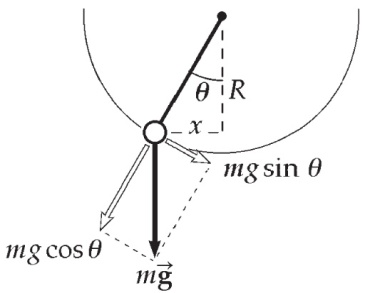 θ
R
x
mg sin θ
mg cos θ
mg⃗